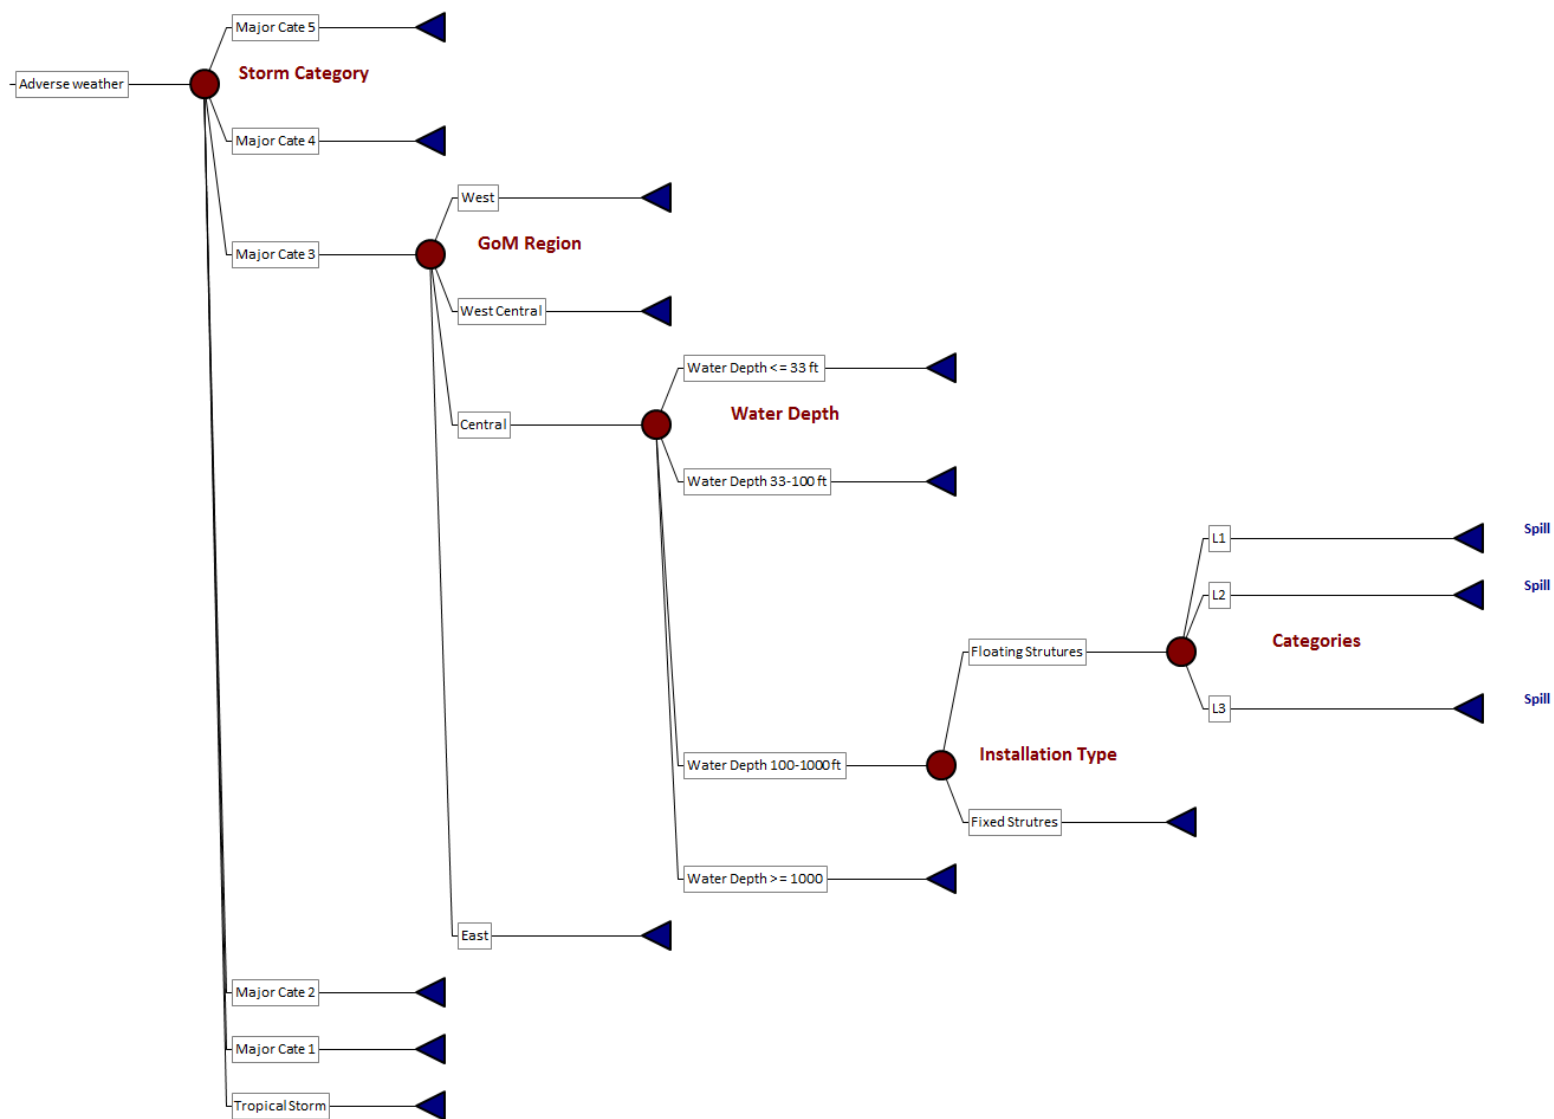 Major Cate 5
Storm Category
Adverse weather
Major Cate 4
West
GoM Region
Major Cate 3
West Central
Water Depth <= 33 ft
Water Depth
Central
Water Depth 33-100 ft
Spill
L1
Spill
L2
Categories
Floating Strutures
Spill
L3
Installation Type
Water Depth 100-1000 ft
Fixed Strutres
Water Depth >= 1000
East
Major Cate 2
Major Cate 1
Tropical Storm